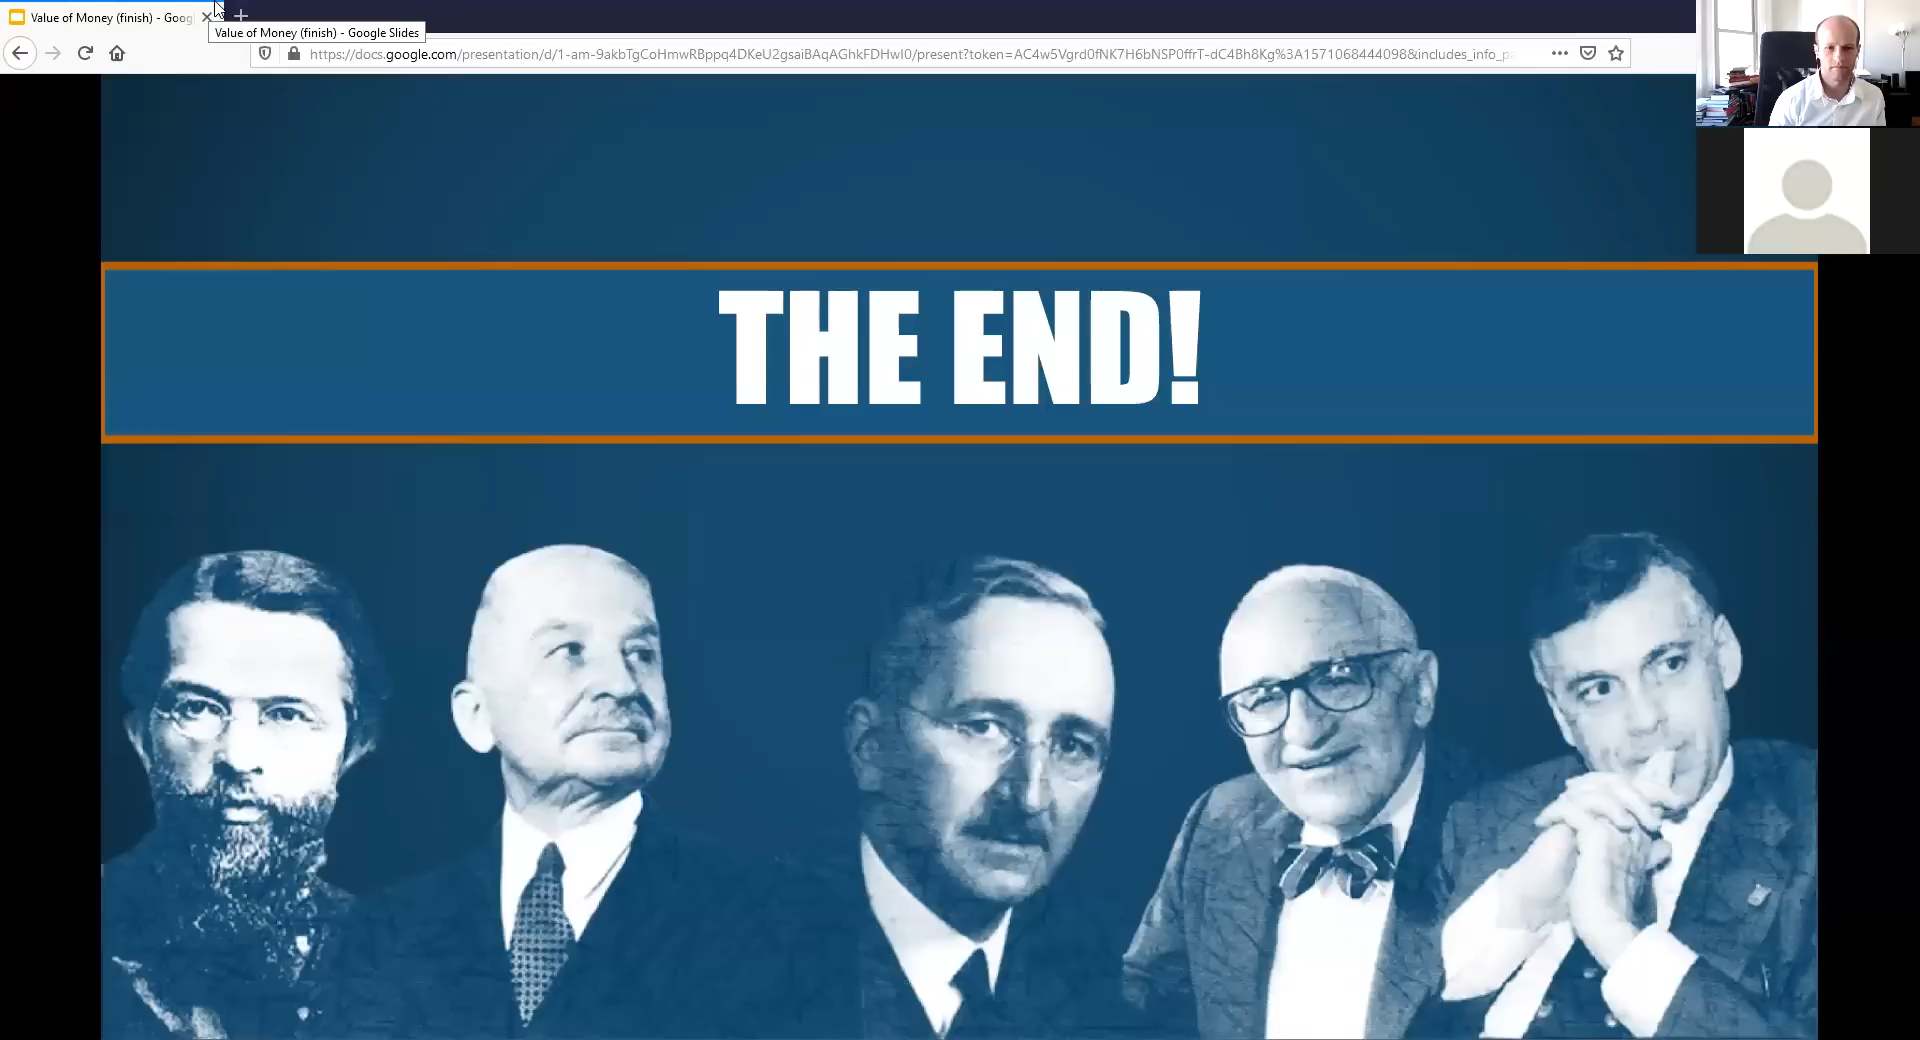 Value of Money (finish) - Goog
Value of Money (finish) - Google Slides
https://docs.google.com/presentation/d/1-am-9akbTgCoHmwRBppq4DKeU2gsaiBAqAGhkFDHwI0/present?token=AC4w5Vgrd0fNK7H6bNSP0ffrT-dC4Bh8Kg%3A1571068444098&includes_info_p
THE END!